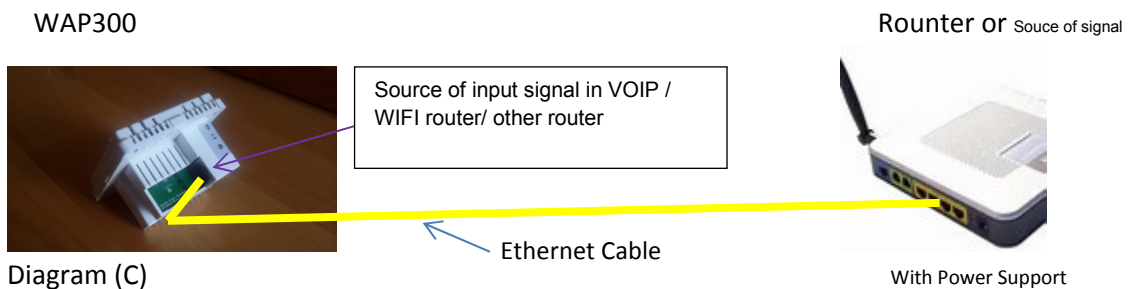 WAP300
Rounter or Souce of signal
Source of input signal in VOIP /
WIFI router/ other router
Ethernet Cable
Diagram (C)
With Power Support